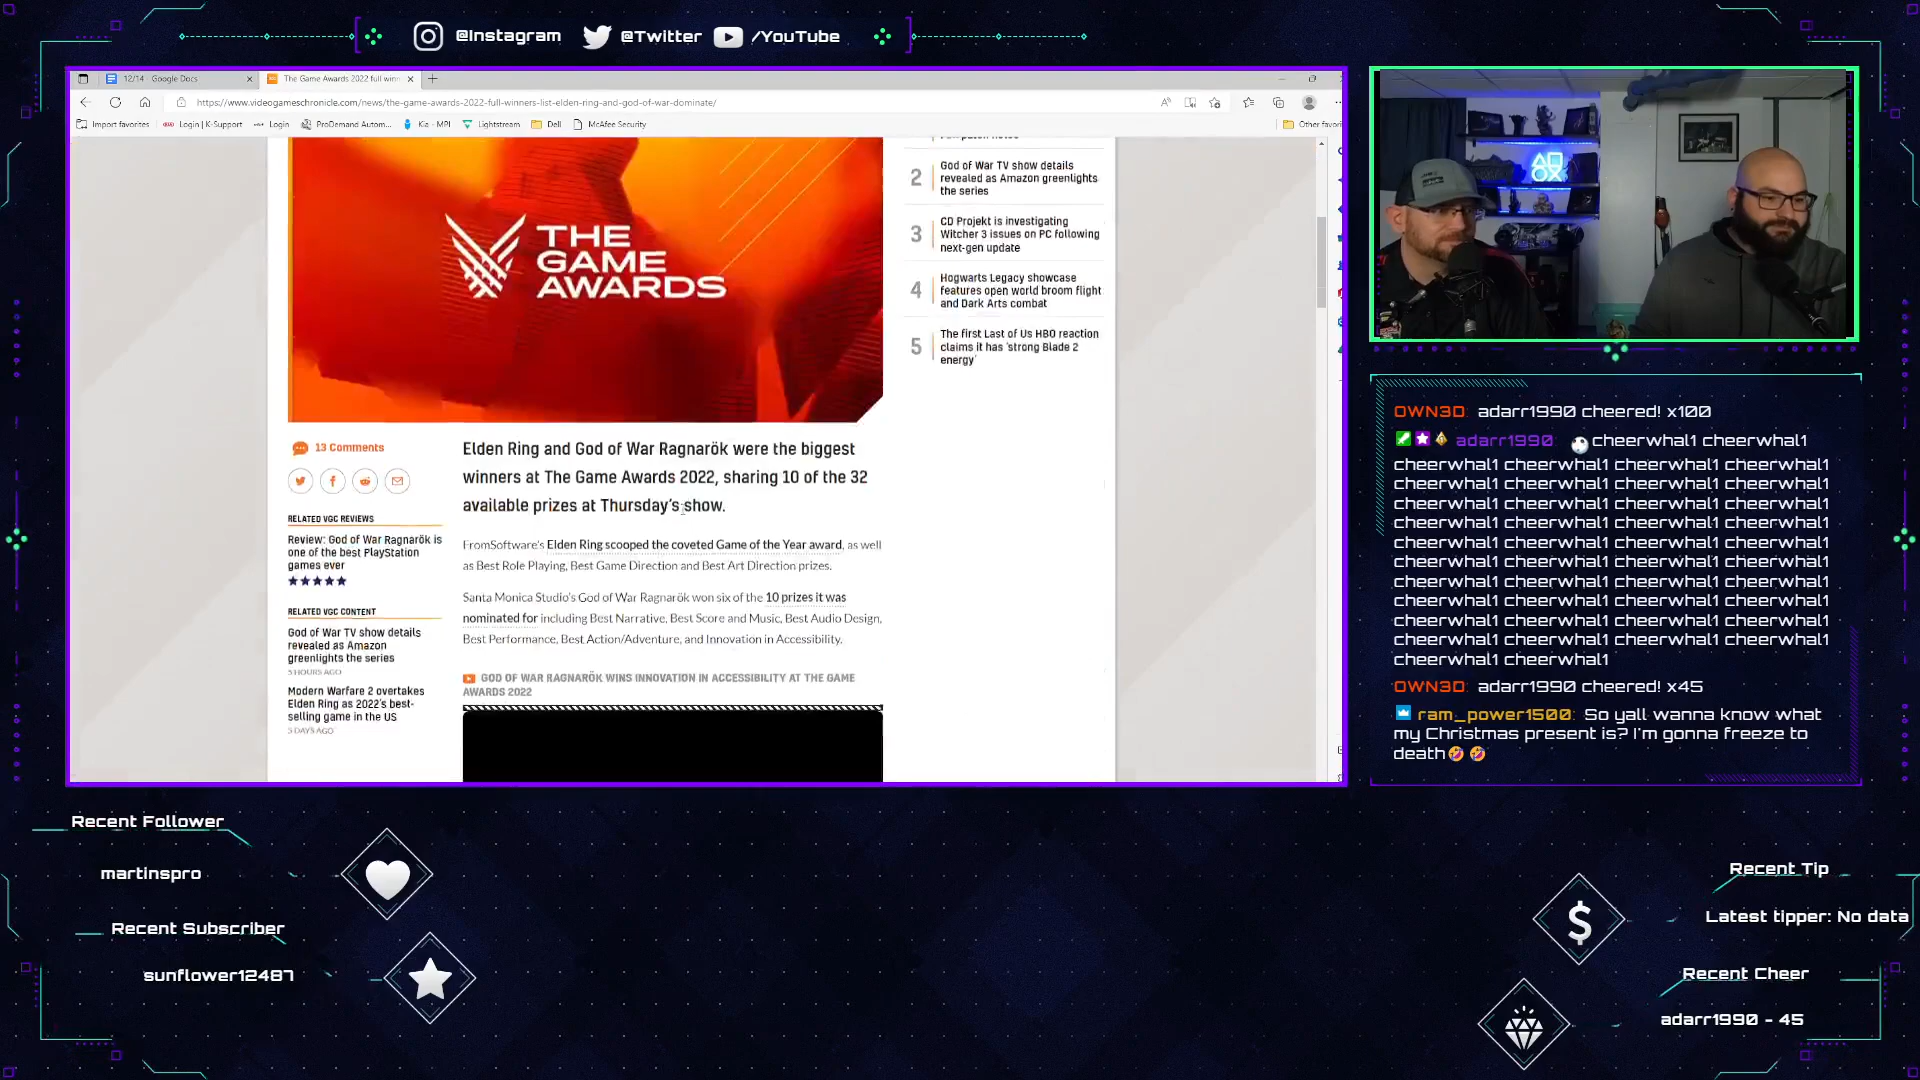 @Instagram @Twitter /YouTube
12/14 - Google Docs
The Game Awards 2022 full winn
https://www.videogameschronicle.com/news/the-game-awards-2022-full-winners-list-elden-ring-and-god-of-war-dominate/
Import favorites Login | K-Support Login ProDemand Autom... Kia - MPI Lightstream Dell McAfee Security Other favori
THE
GAME
AWARDS
2 God of War TV show details
revealed as Amazon greenlights
the series
3 CD Projekt is investigating
Witcher 3 issues on PC following
next-gen update
4 Hogwarts Legacy showcase
features open world broom flight
and Dark Arts combat
5 The first Last of Us HBO reaction
claims it has ‘strong Blade 2
energy’
13 Comments
RELATED VGC REVIEWS
Review: God of War Ragnarök is
one of the best PlayStation
games ever
★★★★★
RELATED VGC CONTENT
God of War TV show details
revealed as Amazon
greenlights the series
5 HOURS AGO
Modern Warfare 2 overtakes
Elden Ring as 2022’s best-
selling game in the US
5 DAYS AGO
Elden Ring and God of War Ragnarök were the biggest
winners at The Game Awards 2022, sharing 10 of the 32
available prizes at Thursday’s show.
FromSoftware’s Elden Ring scooped the coveted Game of the Year award, as well
as Best Role Playing, Best Game Direction and Best Art Direction prizes.
Santa Monica Studio’s God of War Ragnarök won six of the 10 prizes it was
nominated for including Best Narrative, Best Score and Music, Best Audio Design,
Best Performance, Best Action/Adventure, and Innovation in Accessibility.
GOD OF WAR RAGNARÖK WINS INNOVATION IN ACCESSIBILITY AT THE GAME
AWARDS 2022
OWN3D: adarr1990 cheered! x100
adarr1990: cheerwhal1 cheerwhal1
cheerwhal1 cheerwhal1 cheerwhal1 cheerwhal1
cheerwhal1 cheerwhal1 cheerwhal1 cheerwhal1
cheerwhal1 cheerwhal1 cheerwhal1 cheerwhal1
cheerwhal1 cheerwhal1 cheerwhal1 cheerwhal1
cheerwhal1 cheerwhal1 cheerwhal1 cheerwhal1
cheerwhal1 cheerwhal1 cheerwhal1 cheerwhal1
cheerwhal1 cheerwhal1 cheerwhal1 cheerwhal1
cheerwhal1 cheerwhal1 cheerwhal1 cheerwhal1
cheerwhal1 cheerwhal1 cheerwhal1 cheerwhal1
cheerwhal1 cheerwhal1 cheerwhal1 cheerwhal1
cheerwhal1 cheerwhal1
OWN3D: adarr1990 cheered! x45
ram_power1500: So yall wanna know what
my Christmas present is? I'm gonna freeze to
death🤣 🤣
Recent Follower
martinspro
Recent Subscriber
sunflower12487
Recent Tip
Latest tipper: No data
$
Recent Cheer
adarr1990 - 45